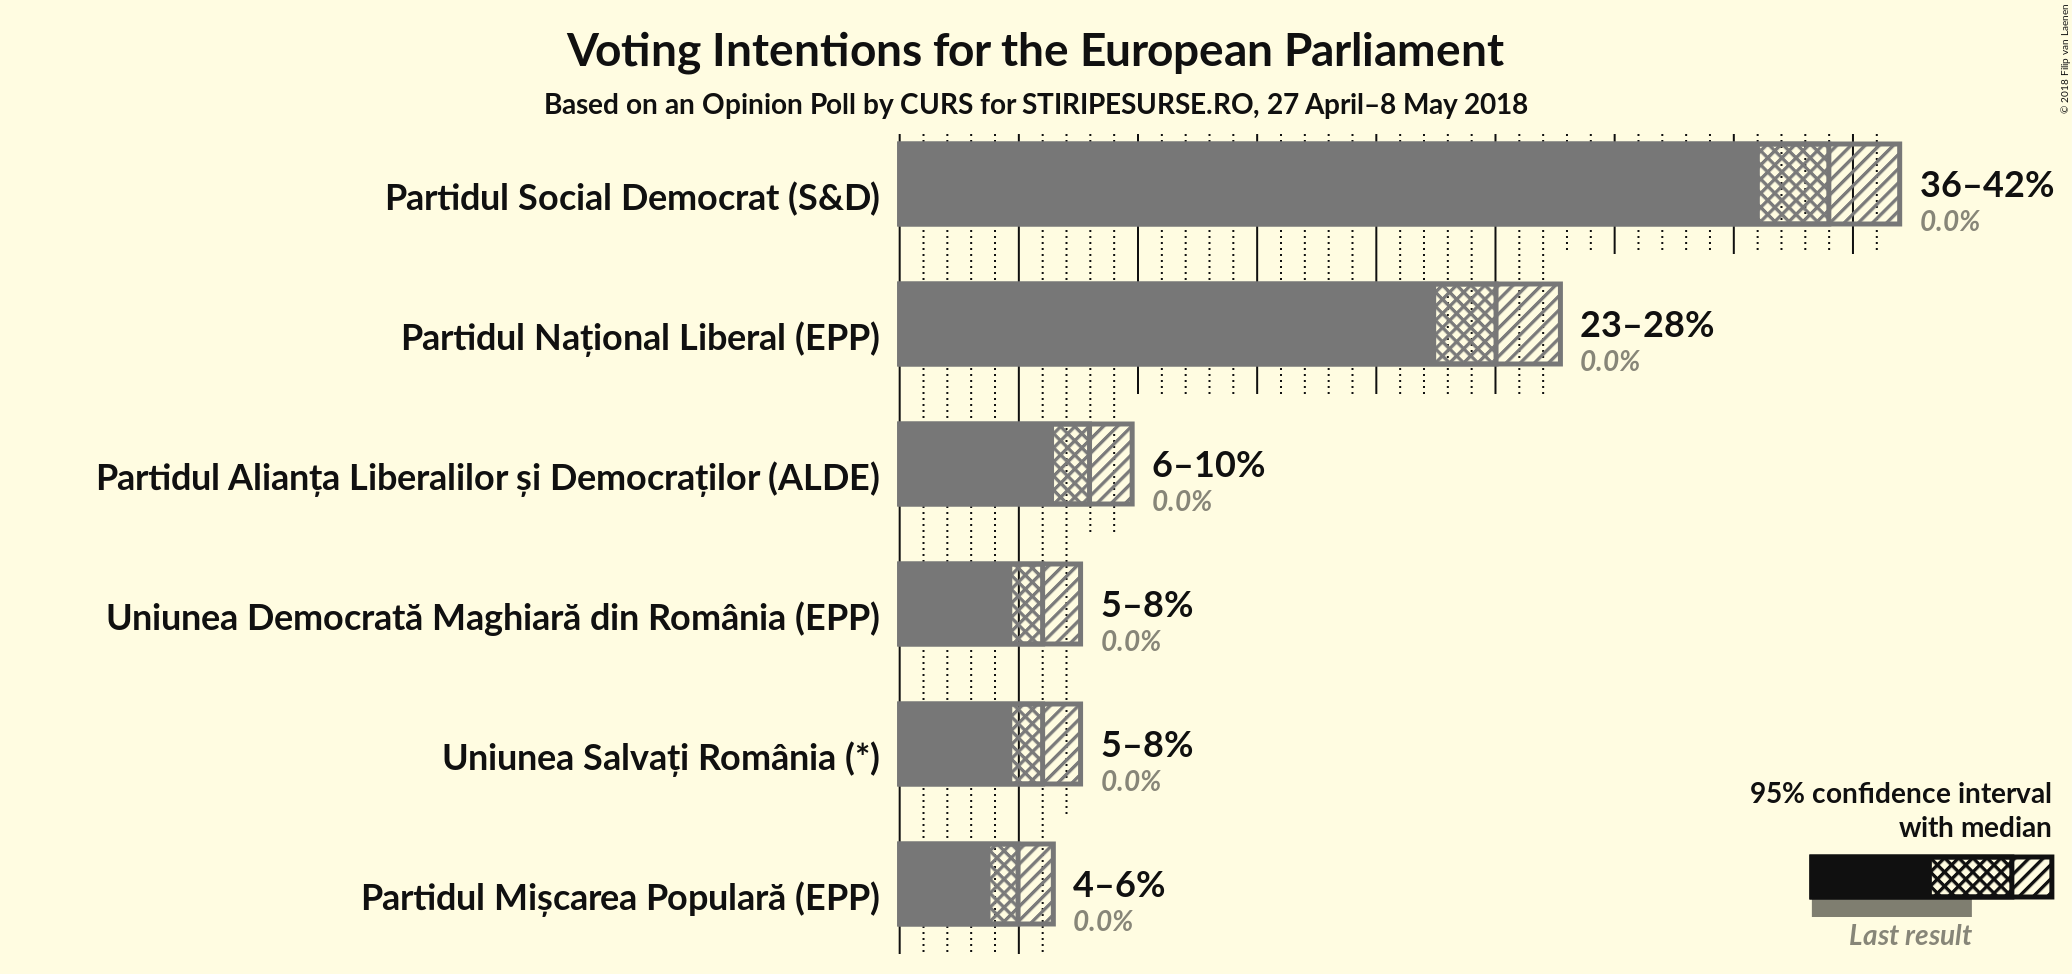 Voting Intentions for the European Parliament
Based on an Opinion Poll by CURS for STIRIPESURSE.RO, 27 April–8 May 2018
© 2018 Filip van Laenen
Partidul Social Democrat (S&D)
36–42%
0.0%
Partidul Național Liberal (EPP)
23–28%
0.0%
Partidul Alianța Liberalilor și Democraților (ALDE)
6–10%
0.0%
Uniunea Democrată Maghiară din România (EPP)
5–8%
0.0%
Uniunea Salvați România (*)
5–8%
0.0%
Partidul Mișcarea Populară (EPP)
4–6%
0.0%
95% confidence interval
with median
Last result